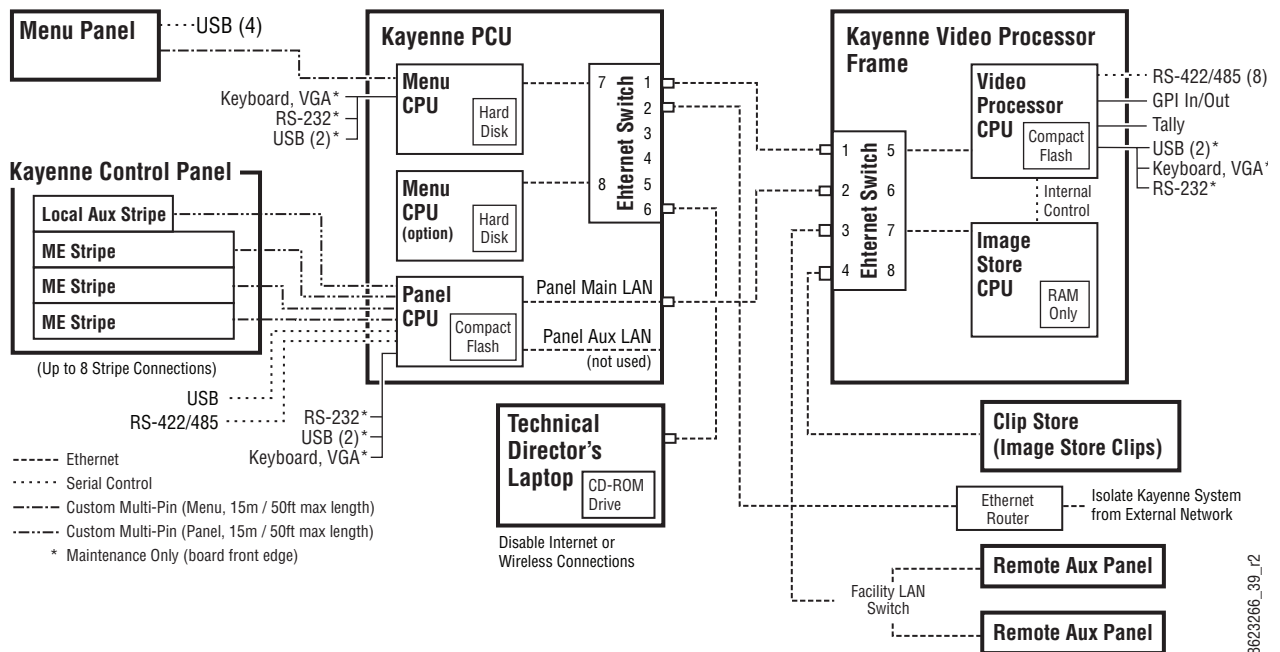 Menu Panel
USB (4)
Keyboard, VGA*
RS-232*
USB (2)*
Kayenne Control Panel
Local Aux Stripe
ME Stripe
ME Stripe
ME Stripe
(Up to 8 Stripe Connections)
USB
RS-422/485
RS-232*
USB (2)*
Keyboard, VGA*
Kayenne PCU
Menu
CPU
Hard
Disk
7
Menu
CPU
(option)
Hard
Disk
8
Ehternet Switch
1
2
3
4
5
6
Panel
CPU
Compact
Flash
Panel Main LAN
Panel Aux LAN
(not used)
Technical
Director's
Laptop
CD-ROM
Drive
Disable Internet or
Wireless Connections
Kayenne Video Processor
Frame
Video
Processor
CPU
Compact
Flash
Ehternet Switch
1
2
3
4
5
6
7
8
Internal
Control
Image
Store
CPU
RAM
Only
RS-422/485 (8)
GPI In/Out
Tally
USB (2)*
Keyboard, VGA*
RS-232*
Clip Store
(Image Store Clips)
Ethernet
Router
Isolate Kayenne System
from External Network
Facility LAN
Switch
Remote Aux Panel
Remote Aux Panel
Ethernet
Serial Control
Custom Multi-Pin (Menu, 15m / 50ft max length)
Custom Multi-Pin (Panel, 15m / 50ft max length)
* Maintenance Only (board front edge)
8623266_39_r2